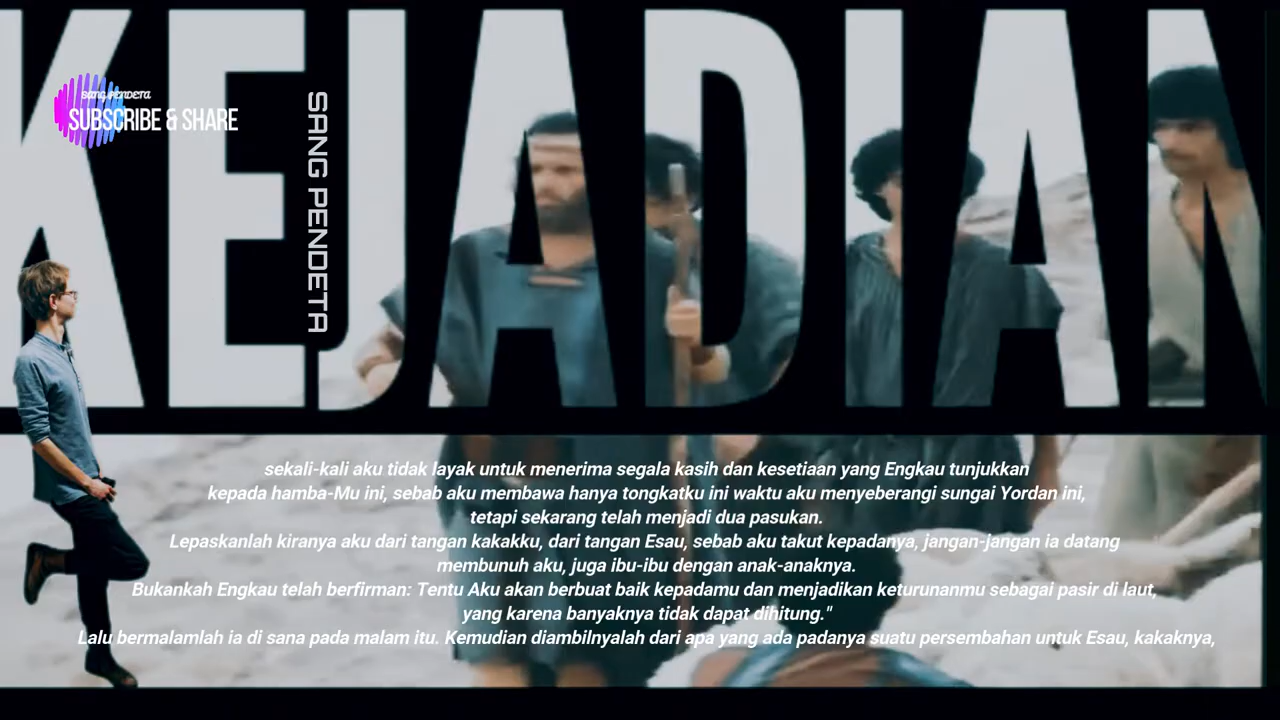 KEJADIAN
sang pendeta
SUBSCRIBE & SHARE
SANG PENDETA
sekali-kali aku tidak layak untuk menerima segala kasih dan kesetiaan yang Engkau tunjukkan
kepada hamba-Mu ini, sebab aku membawa hanya tongkatku ini waktu aku menyeberangi sungai Yordan ini,
tetapi sekarang telah menjadi dua pasukan.
Lepaskanlah kiranya aku dari tangan kakakku, dari tangan Esau, sebab aku takut kepadanya, jangan-jangan ia datang
membunuh aku, juga ibu-ibu dengan anak-anaknya.
Bukankah Engkau telah berfirman: Tentu Aku akan berbuat baik kepadamu dan menjadikan keturunanmu sebagai pasir di laut,
yang karena banyaknya tidak dapat dihitung."
Lalu bermalamlah ia di sana pada malam itu. Kemudian diambilnyalah dari apa yang ada padanya suatu persembahan untuk Esau, kakaknya,